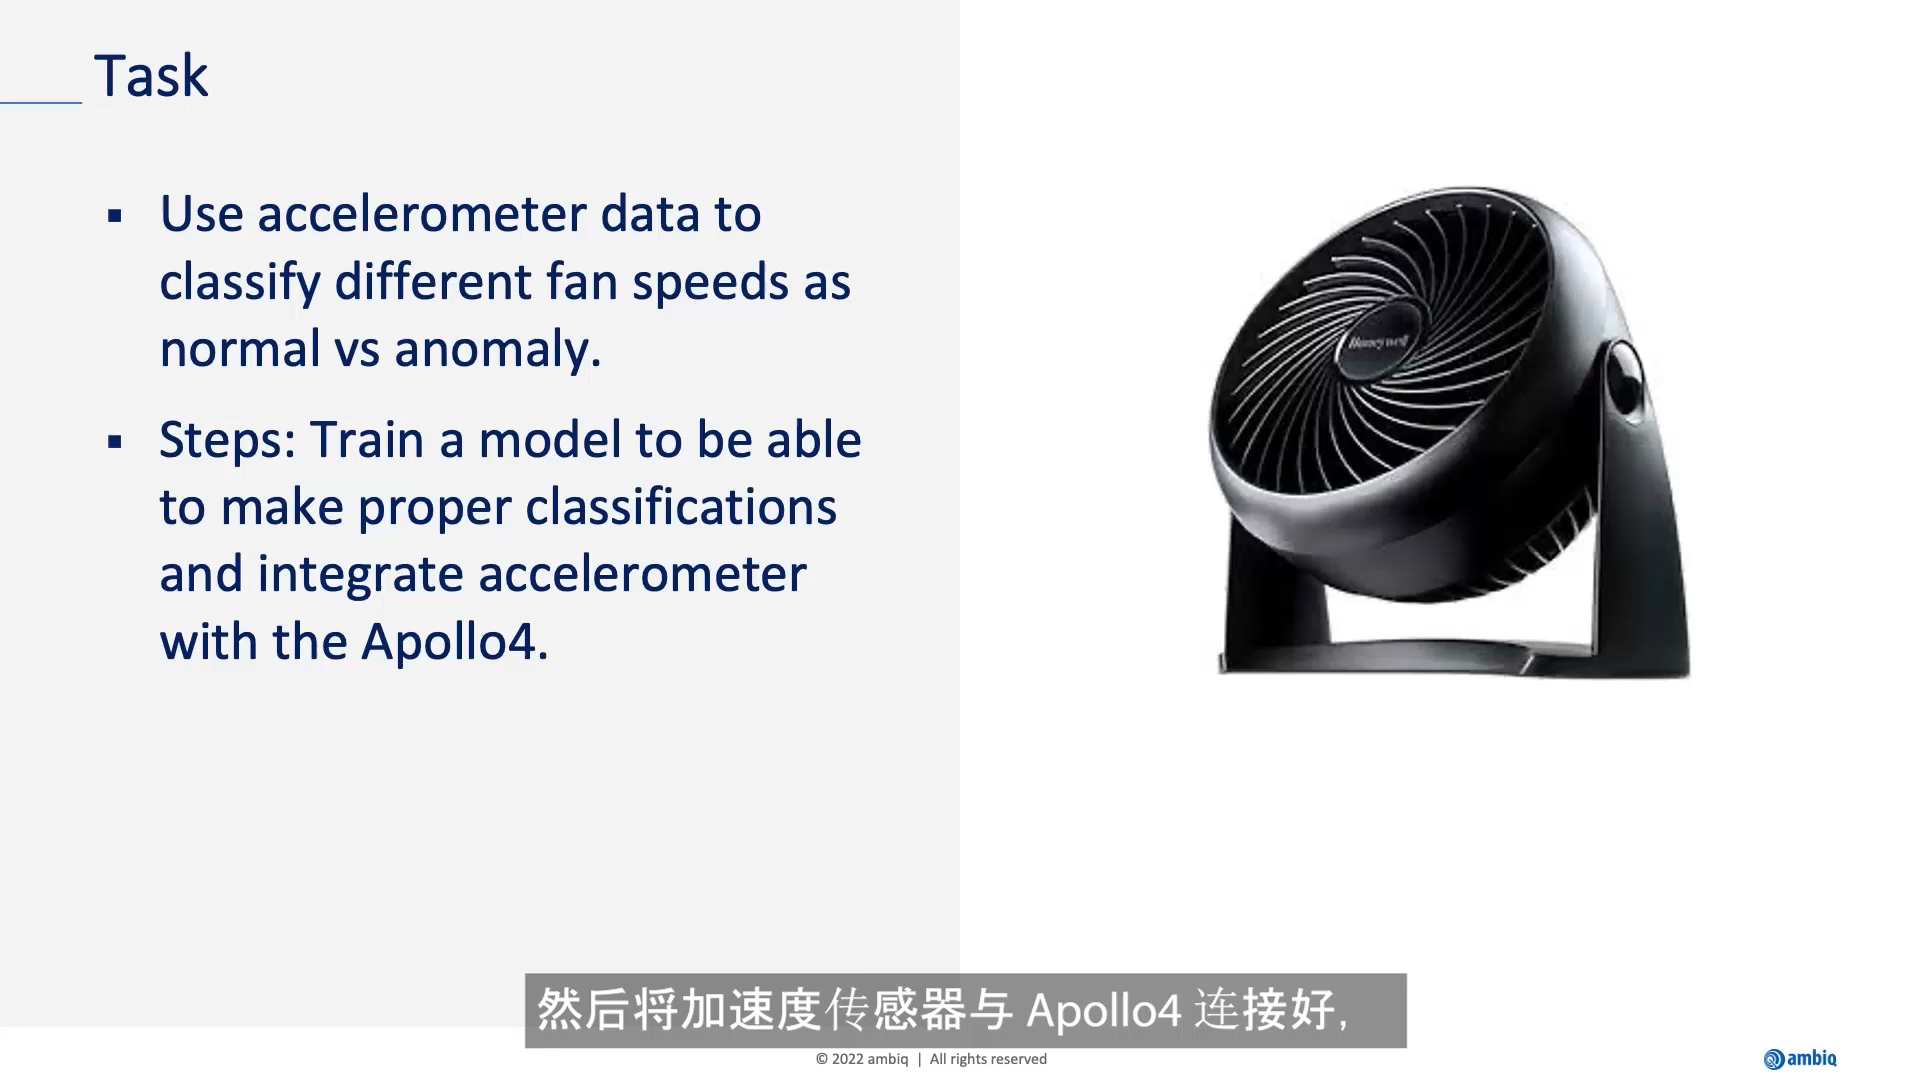 Task
▪ Use accelerometer data to
classify different fan speeds as
normal vs anomaly.
▪ Steps: Train a model to be able
to make proper classifications
and integrate accelerometer
with the Apollo4.
Honeywell
然后将加速度传感器与 Apollo4 连接好,
© 2022 ambiq | All rights reserved
ambiq